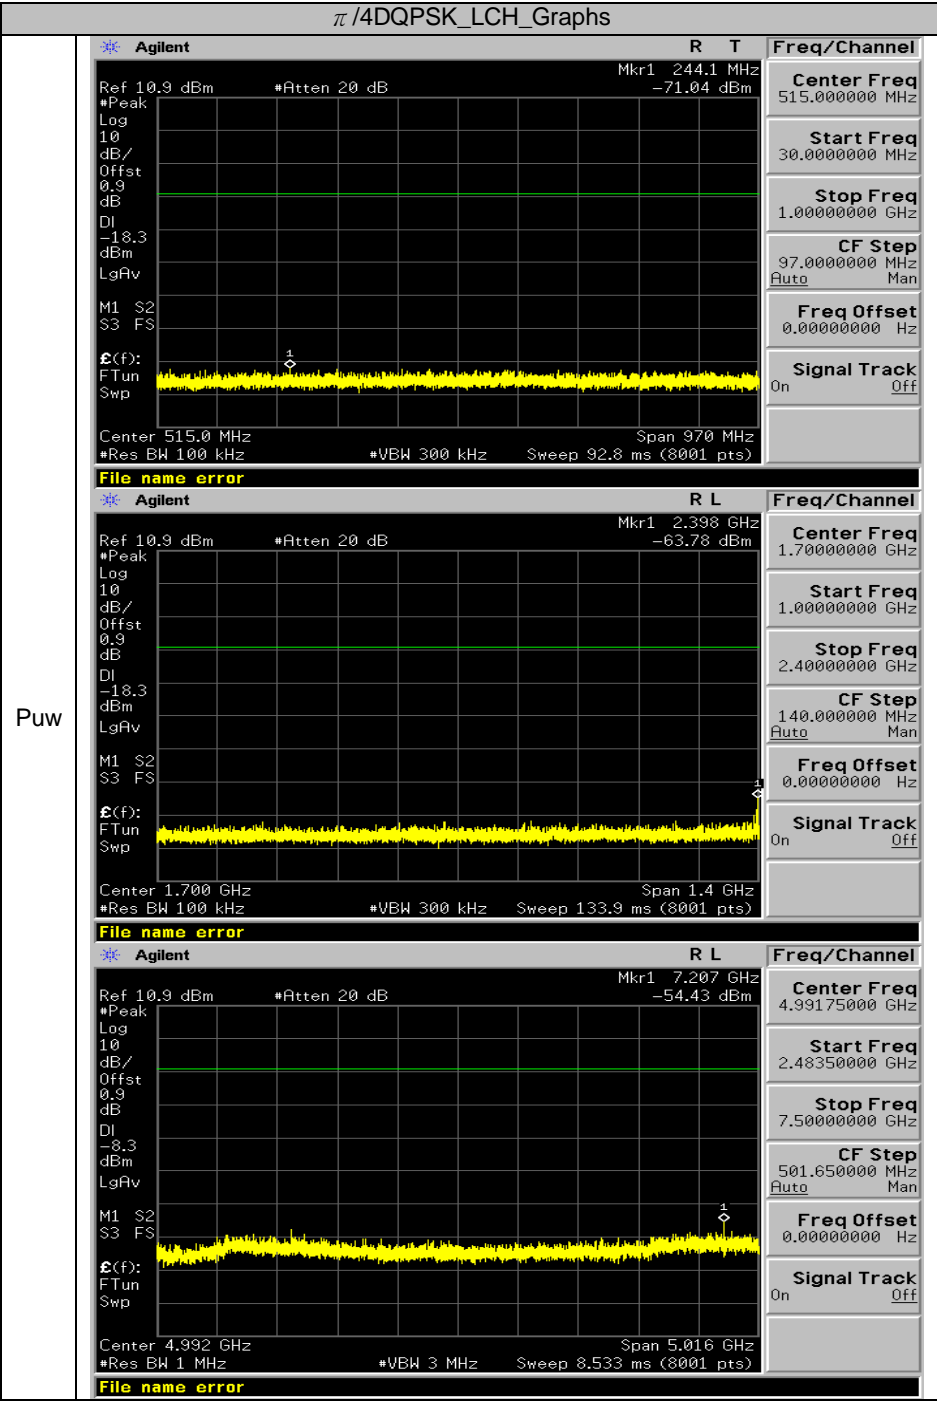 π/4DQPSK_LCH_Graphs
Puw
Agilent R T Freq/Channel
Mkr1 244.1 MHz
Ref 10.9 dBm #Atten 20 dB -71.04 dBm
#Peak
Log
10
dB/
Offst
0.9
dB
DI
-18.3
dBm
LgAv
M1 S2
S3 FS
£(f):
FTun
Swp
1
Center 515.0 MHz Span 970 MHz
#Res BW 100 kHz #VBW 300 kHz Sweep 92.8 ms (8001 pts)
File name error
Center Freq
515.000000 MHz
Start Freq
30.0000000 MHz
Stop Freq
1.00000000 GHz
CF Step
97.0000000 MHz
Auto Man
Freq Offset
0.00000000 Hz
Signal Track
On Off
Agilent R L Freq/Channel
Mkr1 2.398 GHz
Ref 10.9 dBm #Atten 20 dB -63.78 dBm
#Peak
Log
10
dB/
Offst
0.9
dB
DI
-18.3
dBm
LgAv
M1 S2
S3 FS
£(f):
FTun
Swp
1
Center 1.700 GHz Span 1.4 GHz
#Res BW 100 kHz #VBW 300 kHz Sweep 133.9 ms (8001 pts)
File name error
Center Freq
1.70000000 GHz
Start Freq
1.00000000 GHz
Stop Freq
2.40000000 GHz
CF Step
140.000000 MHz
Auto Man
Freq Offset
0.00000000 Hz
Signal Track
On Off
Agilent R L Freq/Channel
Mkr1 7.207 GHz
Ref 10.9 dBm #Atten 20 dB -54.43 dBm
#Peak
Log
10
dB/
Offst
0.9
dB
DI
-8.3
dBm
LgAv
M1 S2
S3 FS
£(f):
FTun
Swp
1
Center 4.992 GHz Span 5.016 GHz
#Res BW 1 MHz #VBW 3 MHz Sweep 8.533 ms (8001 pts)
File name error
Center Freq
4.99175000 GHz
Start Freq
2.48350000 GHz
Stop Freq
7.50000000 GHz
CF Step
501.650000 MHz
Auto Man
Freq Offset
0.00000000 Hz
Signal Track
On Off